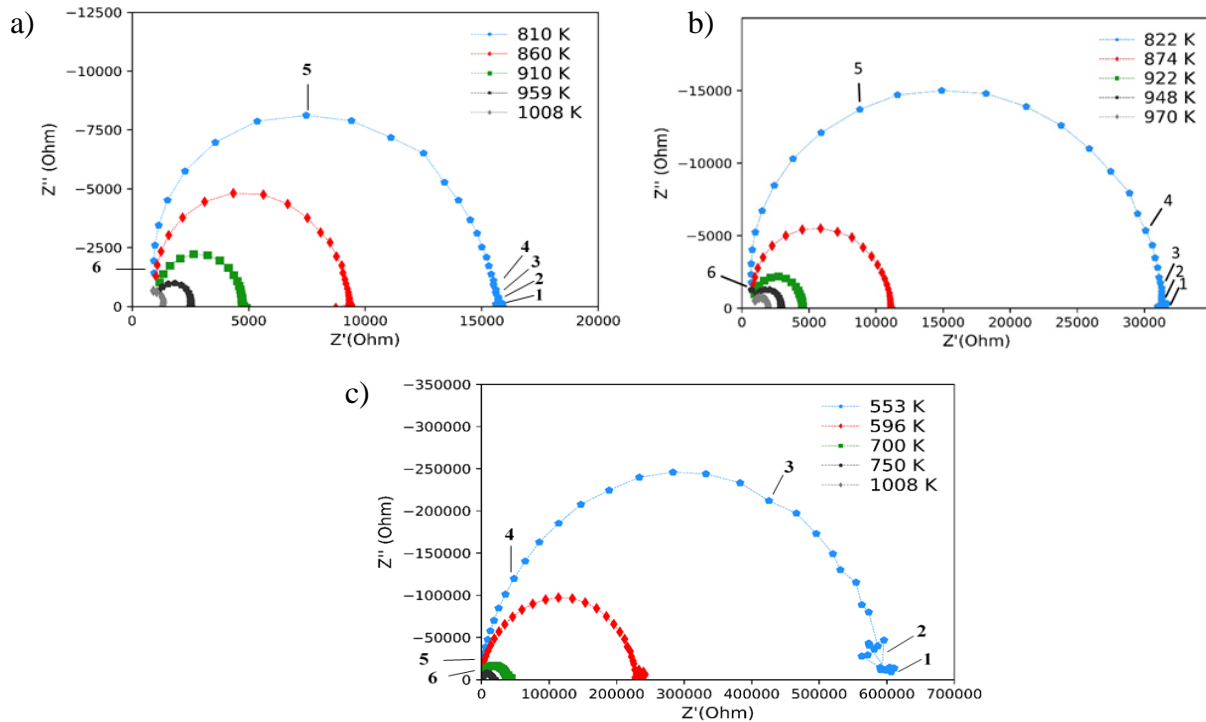 a)
−12500
−10000
−7500
−5000
−2500
0
Z'' (Ohm)
810 K
860 K
910 K
959 K
1008 K
5
6
4
3
2
1
0
5000
10000
15000
20000
Z'(Ohm)
b)
−15000
−10000
−5000
0
Z'' (Ohm)
822 K
874 K
922 K
948 K
970 K
5
4
6
3
2
1
0
5000
10000
15000
20000
25000
30000
Z'(Ohm)
c)
−350000
−300000
−250000
−200000
−150000
−100000
−50000
0
Z'' (Ohm)
553 K
596 K
700 K
750 K
1008 K
3
4
5
6
2
1
0
100000
200000
300000
400000
500000
600000
700000
Z'(Ohm)